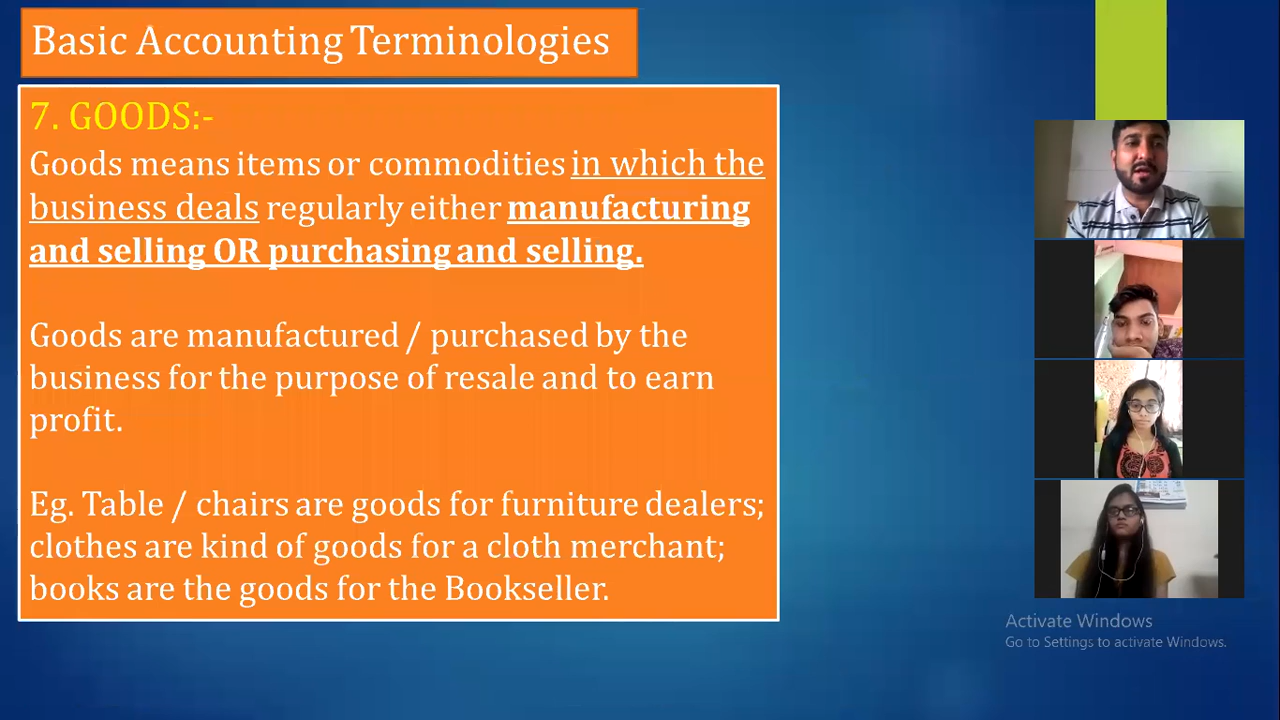 Basic Accounting Terminologies
7. GOODS:-
Goods means items or commodities in which the
business deals regularly either manufacturing
and selling OR purchasing and selling.
Goods are manufactured / purchased by the
business for the purpose of resale and to earn
profit.
Eg. Table / chairs are goods for furniture dealers;
clothes are kind of goods for a cloth merchant;
books are the goods for the Bookseller.
Activate Windows
Go to Settings to activate Windows.